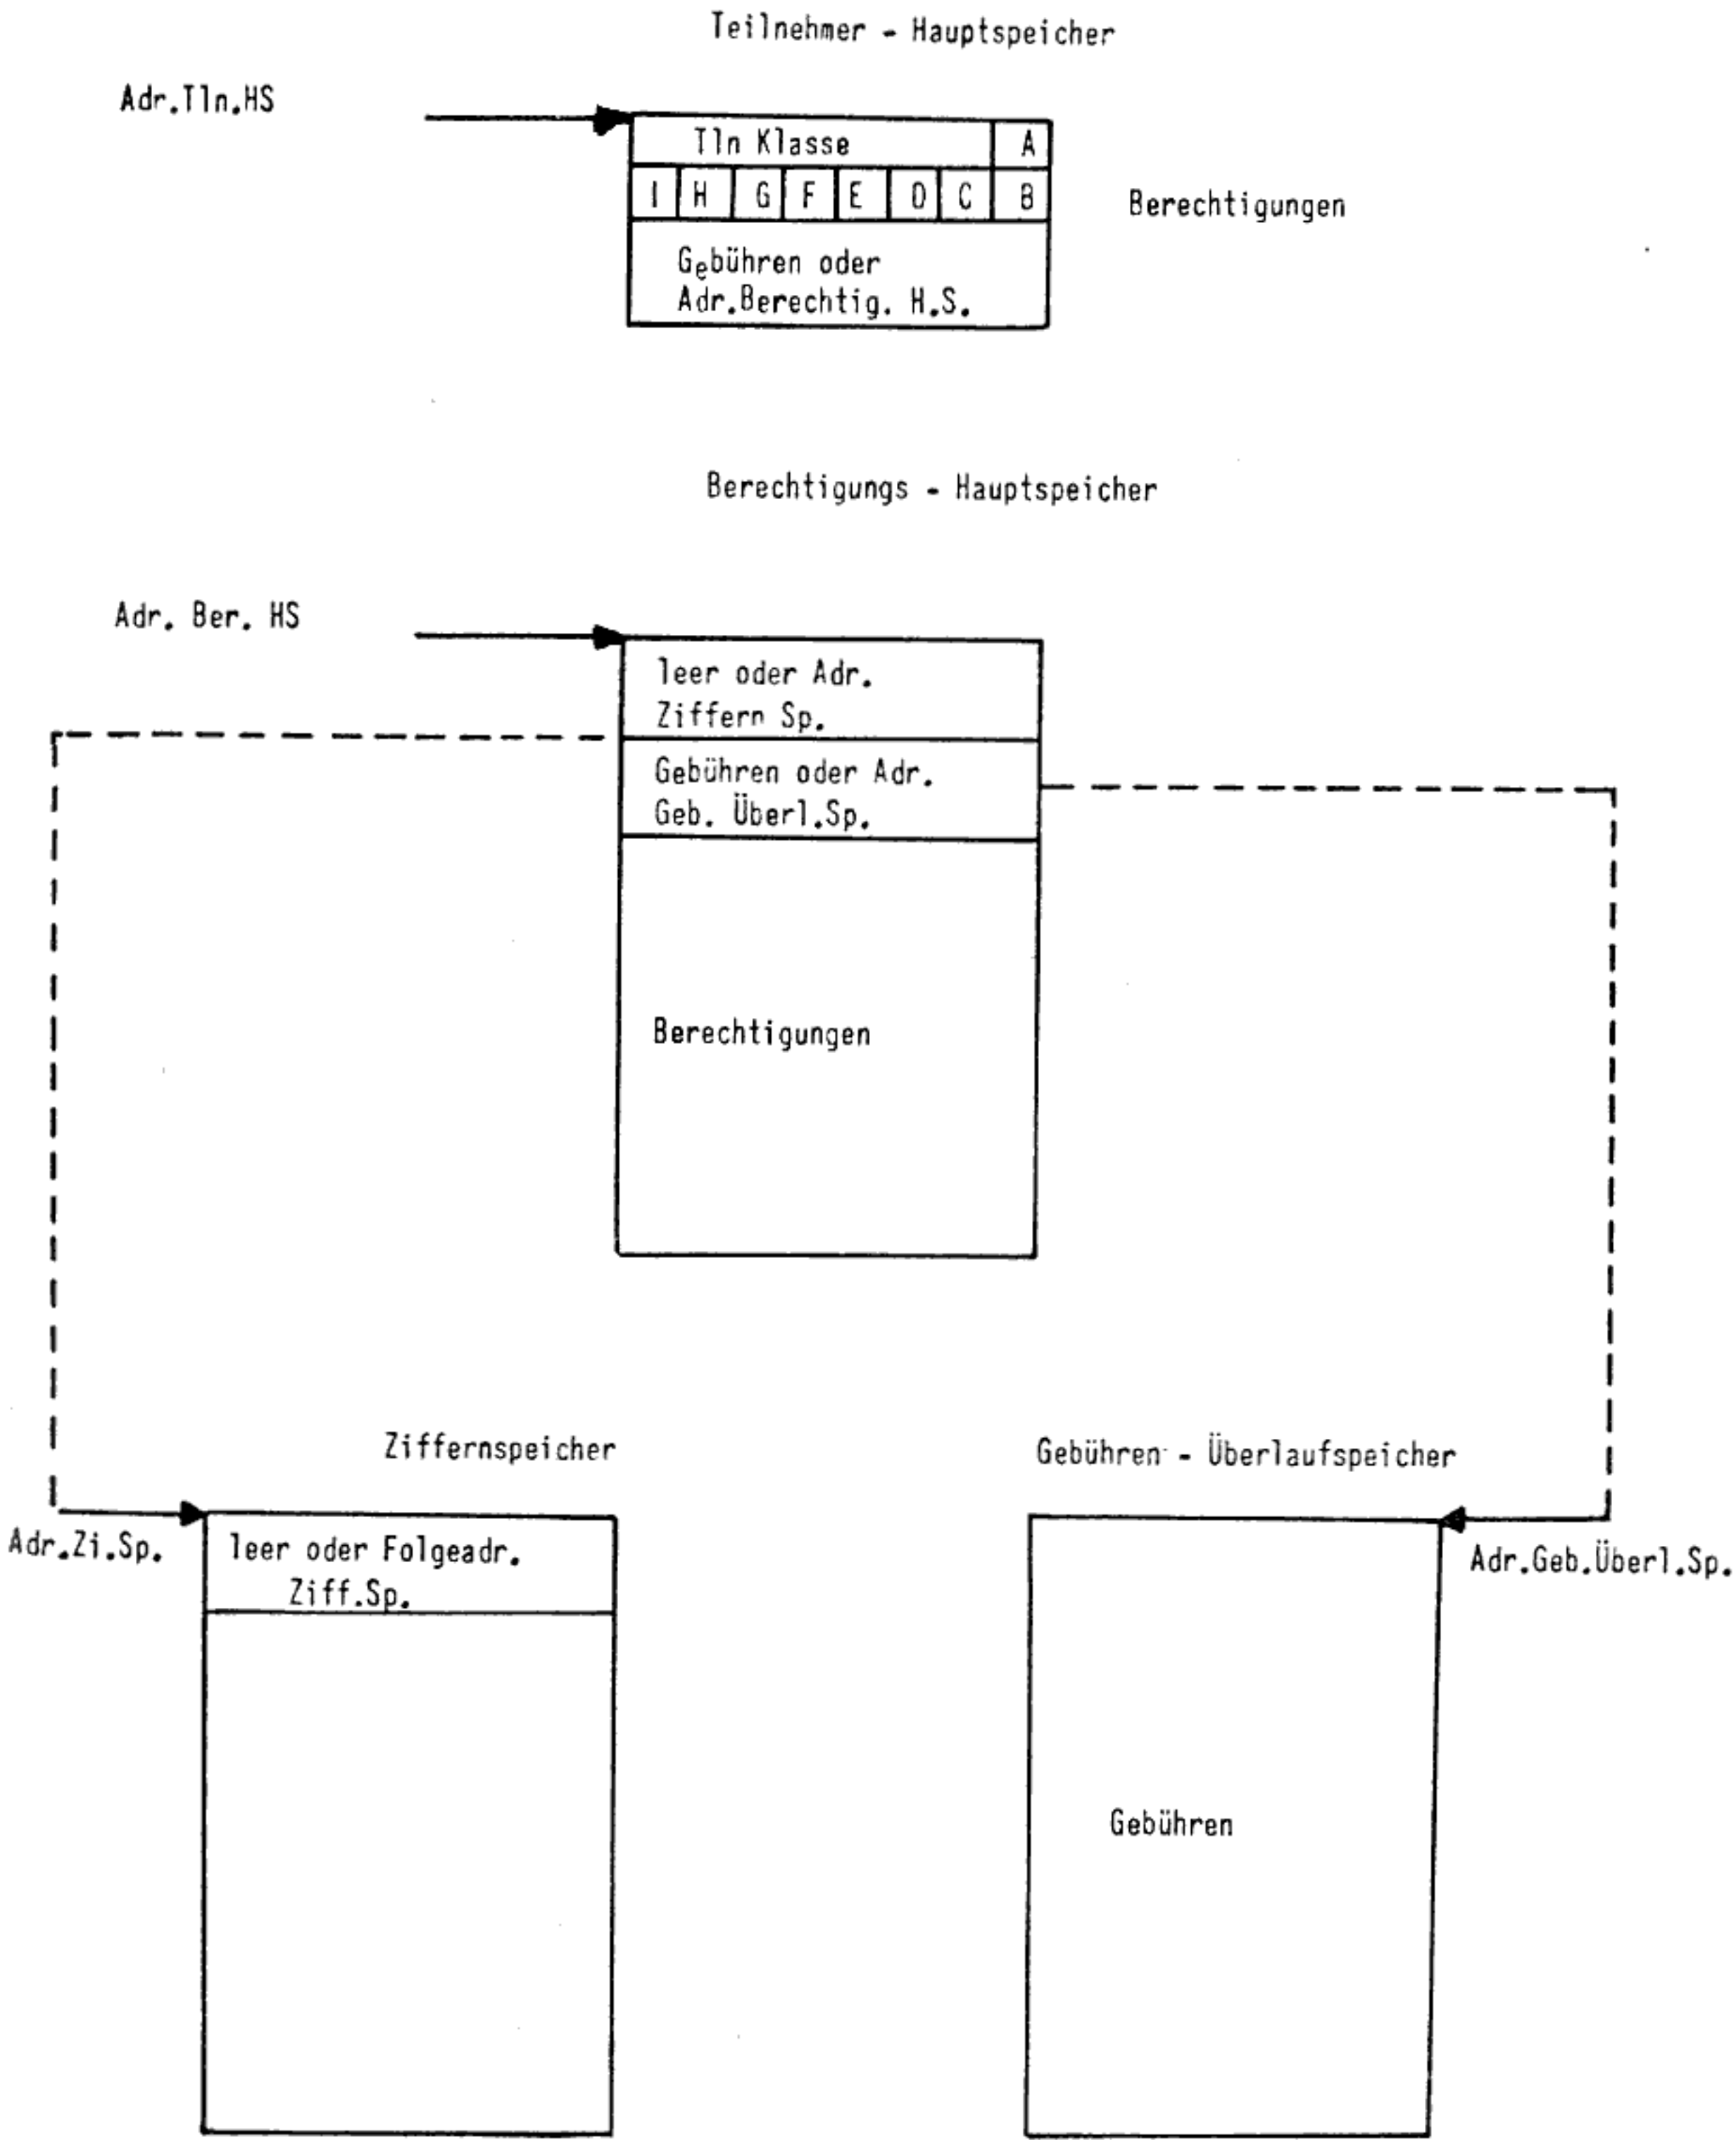 Teilnehmer - Hauptspeicher
Adr.Tln.HS
Tln Klasse A
I H G F E D C B
Berechtigungen
Gebühren oder
Adr.Berechtig. H.S.
Berechtigungs - Hauptspeicher
Adr. Ber. HS
leer oder Adr.
Ziffern Sp.
Gebühren oder Adr.
Geb. Überl.Sp.
Berechtigungen
Ziffernspeicher
Gebühren - Überlaufspeicher
Adr.Zi.Sp.
leer oder Folgeadr.
Ziff.Sp.
Adr.Geb.Überl.Sp.
Gebühren